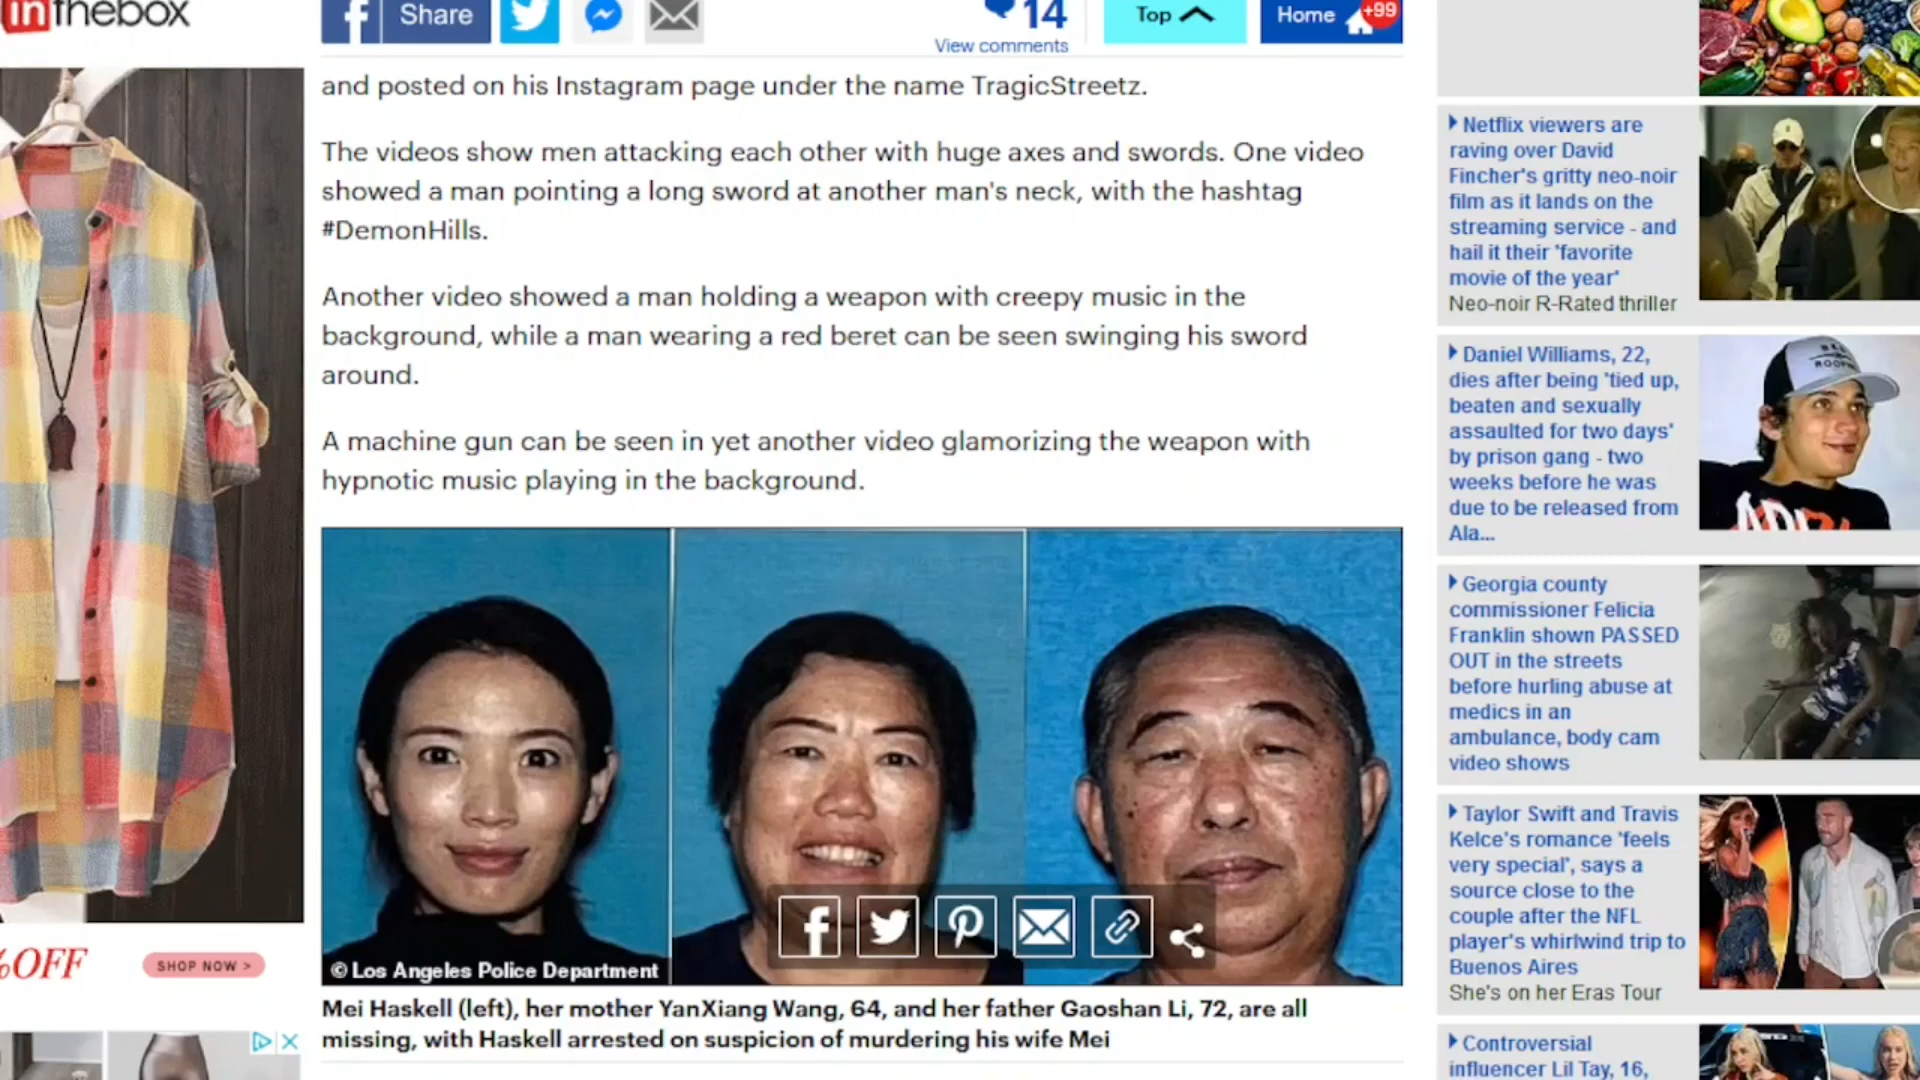 inthebox
Share
14
View comments
Top
Home
+99
and posted on his Instagram page under the name TragicStreetz.
The videos show men attacking each other with huge axes and swords. One video
showed a man pointing a long sword at another man's neck, with the hashtag
#DemonHills.
Another video showed a man holding a weapon with creepy music in the
background, while a man wearing a red beret can be seen swinging his sword
around.
A machine gun can be seen in yet another video glamorizing the weapon with
hypnotic music playing in the background.
© Los Angeles Police Department
Mei Haskell (left), her mother YanXiang Wang, 64, and her father Gaoshan Li, 72, are all
missing, with Haskell arrested on suspicion of murdering his wife Mei
%OFF
SHOP NOW >
Netflix viewers are
raving over David
Fincher's gritty neo-noir
film as it lands on the
streaming service - and
hail it their 'favorite
movie of the year'
Neo-noir R-Rated thriller
Daniel Williams, 22,
dies after being 'tied up,
beaten and sexually
assaulted for two days'
by prison gang - two
weeks before he was
due to be released from
Ala...
Georgia county
commissioner Felicia
Franklin shown PASSED
OUT in the streets
before hurling abuse at
medics in an
ambulance, body cam
video shows
Taylor Swift and Travis
Kelce's romance 'feels
very special', says a
source close to the
couple after the NFL
player's whirlwind trip to
Buenos Aires
She's on her Eras Tour
Controversial
influencer Lil Tay, 16,